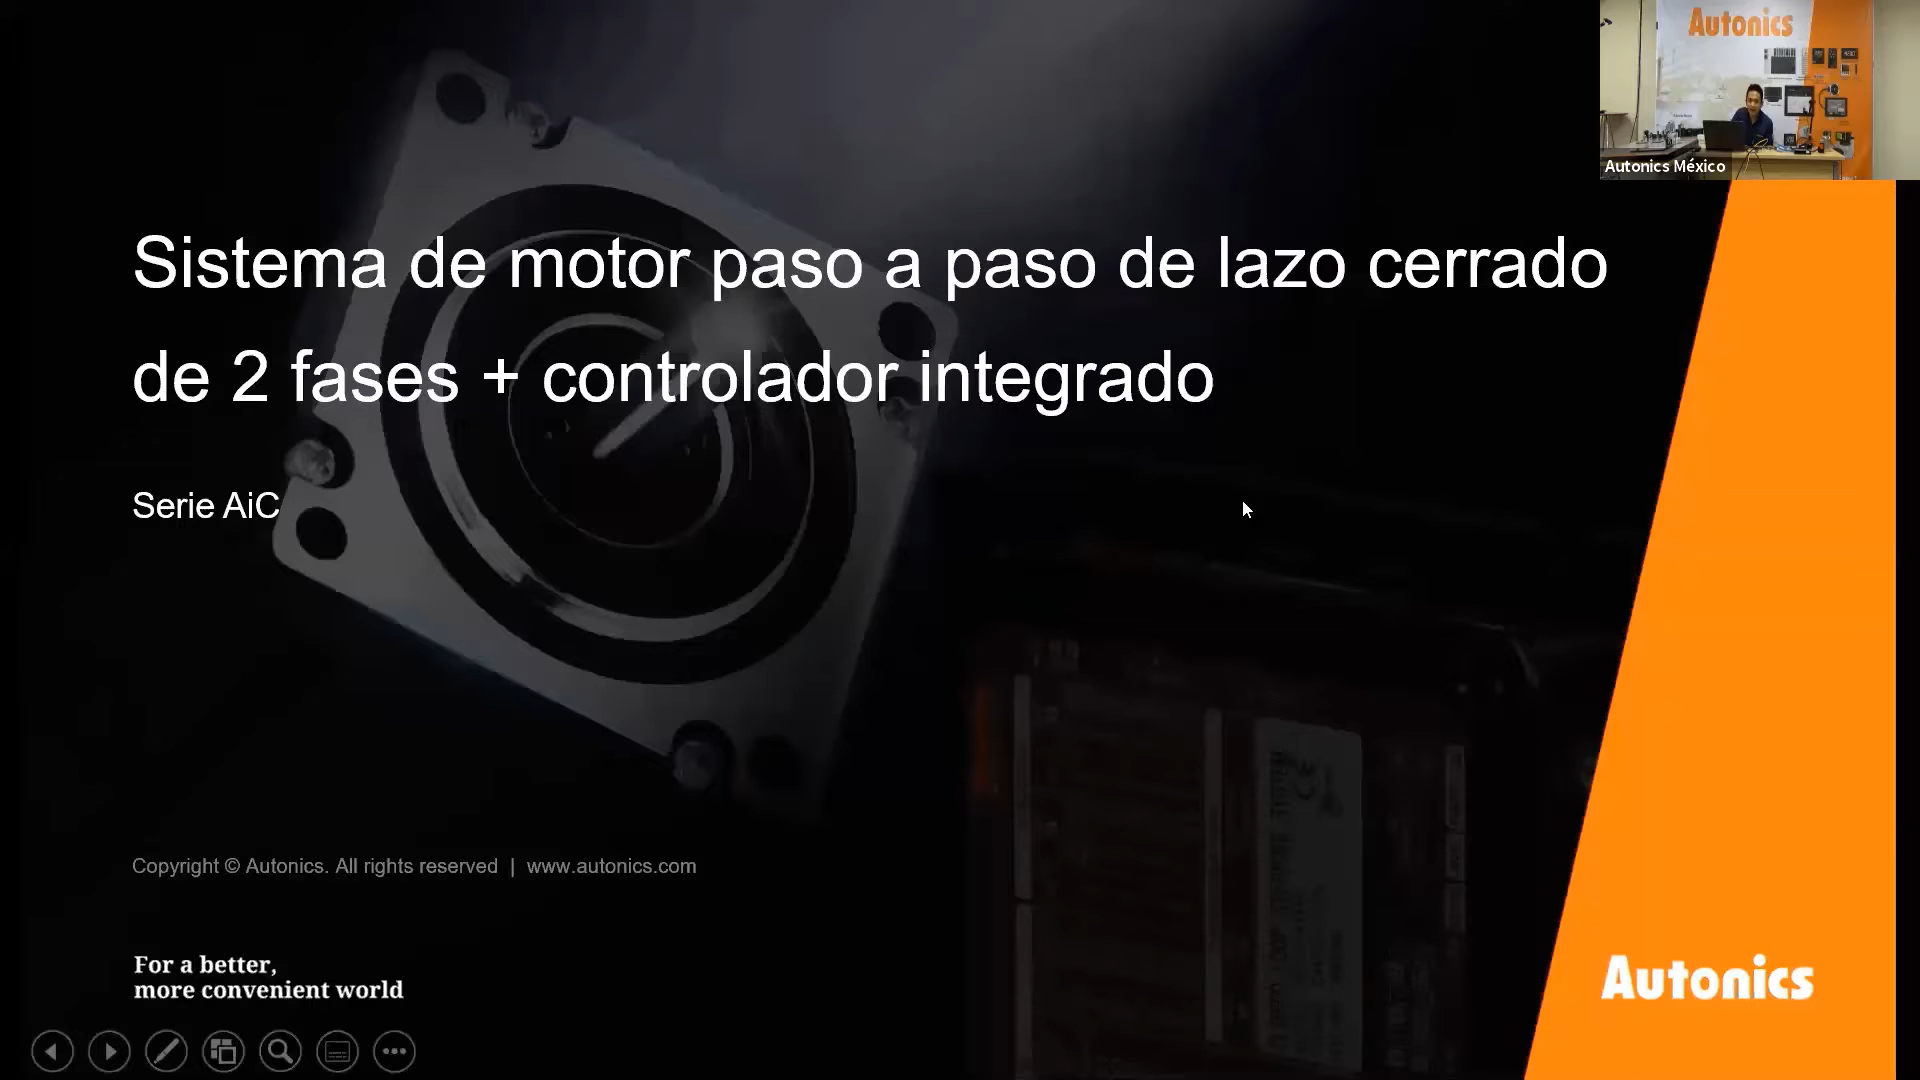 Autonics
Autonics México
Sistema de motor paso a paso de lazo cerrado
de 2 fases + controlador integrado
Serie AiC
Copyright © Autonics. All rights reserved | www.autonics.com
For a better,
more convenient world
Autonics